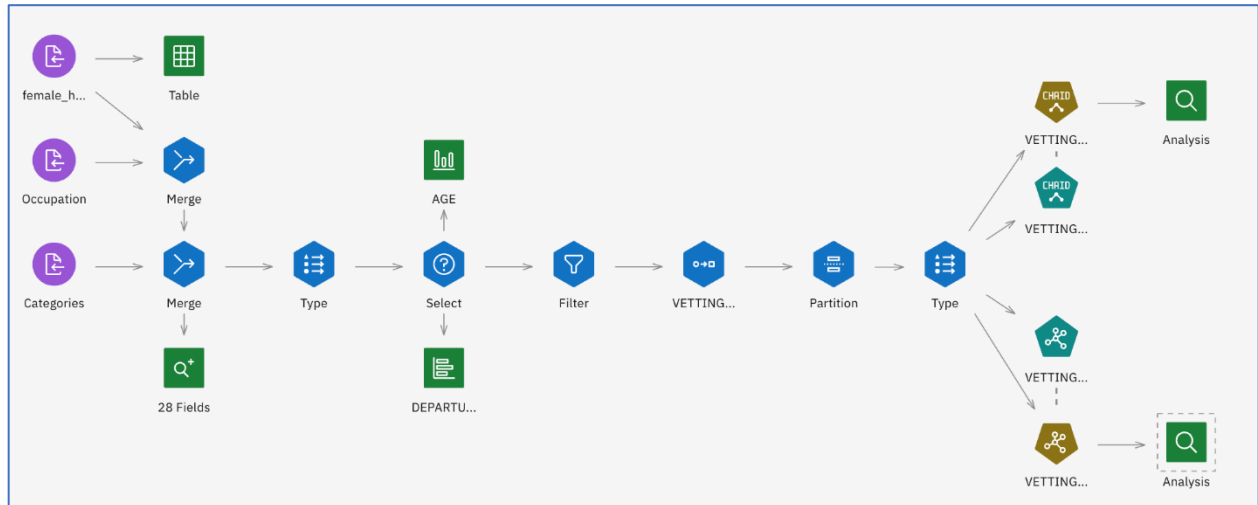 female_h...
Table
Occupation
Merge
AGE
Categories
Merge
Type
Select
Filter
VETTING...
Partition
Type
28 Fields
DEPARTU...
CHAID
VETTING...
Analysis
CHAID
VETTING...
VETTING...
VETTING...
Analysis